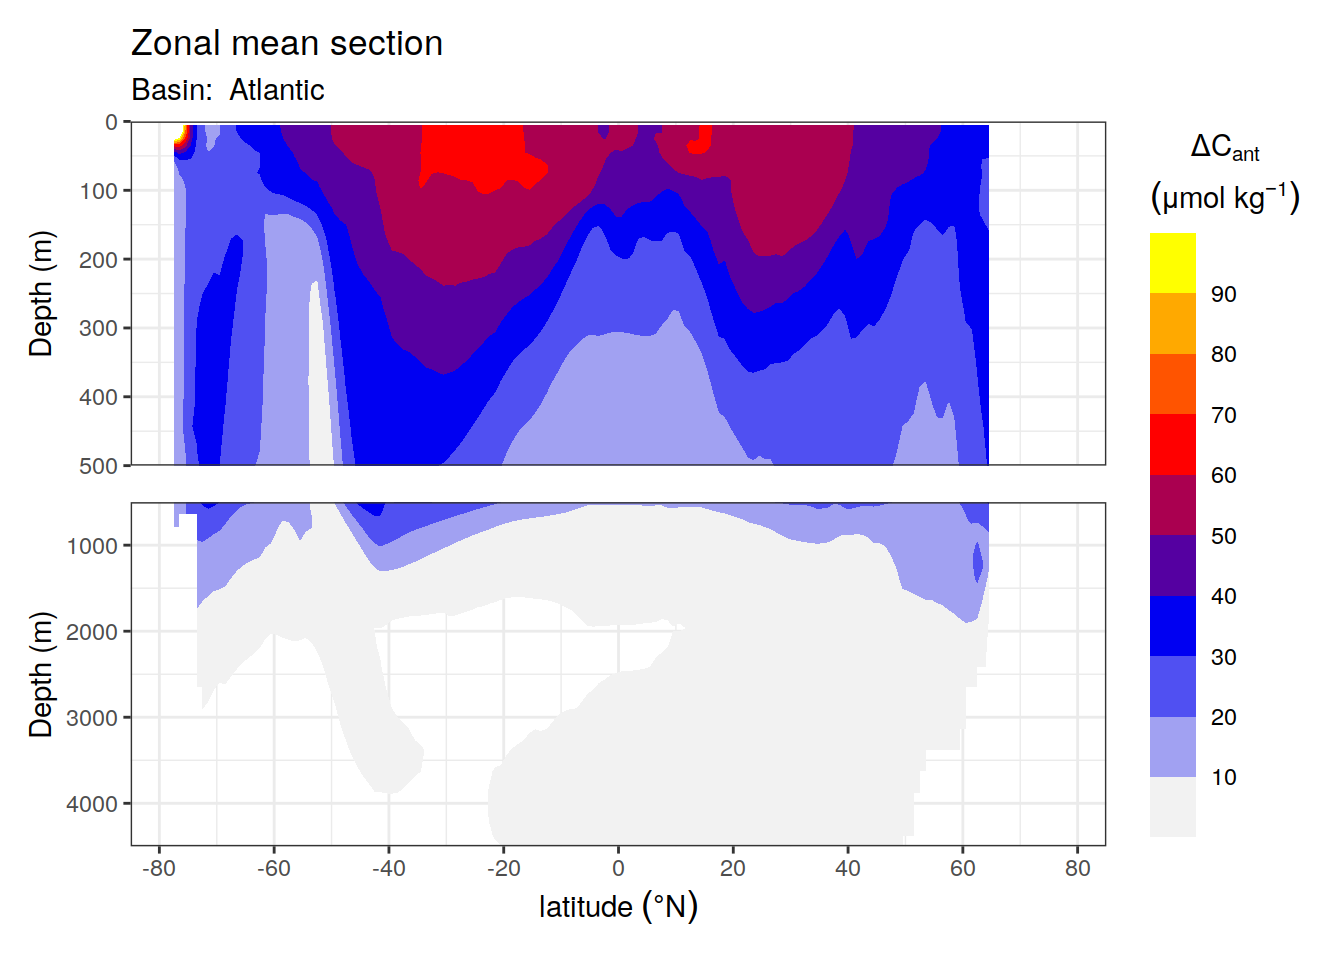 Zonal mean section
Basin:  Atlantic
0
100
200
300
400
500
Depth (m)
1000
2000
3000
4000
Depth (m)
-80 -60 -40 -20 0 20 40 60 80
latitude (°N)
ΔCant
(μmol kg⁻¹)
90
80
70
60
50
40
30
20
10